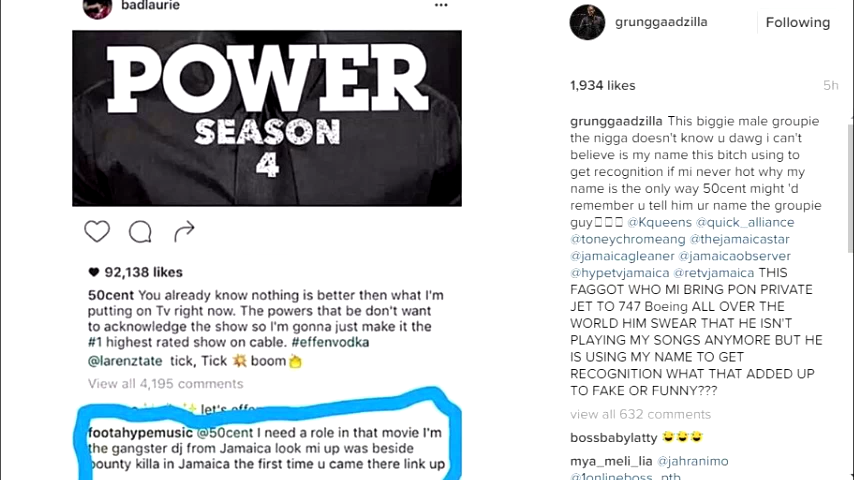 badlaurie
POWER
SEASON
4
92,138 likes
50cent You already know nothing is better then what I'm
putting on Tv right now. The powers that be don't want
to acknowledge the show so I'm gonna just make it the
#1 highest rated show on cable. #effenvodka
@larenztate tick, Tick 💥 boom
View all 4,195 comments
let's effen
footahypemusic @50cent I need a role in that movie I'm
the gangster dj from Jamaica look mi up was beside
bounty killa in Jamaica the first time u came there link up
grunggaadzilla
Following
1,934 likes
5h
grunggaadzilla This biggie male groupie
the nigga doesn't know u dawg i can't
believe is my name this bitch using to
get recognition if mi never hot why my
name is the only way 50cent might 'd
remember u tell him ur name the groupie
guy▯▯▯ @Kqueens @quick_alliance
@toneychromeang @thejamaicastar
@jamaicagleaner @jamaicaobserver
@hypetvjamaica @retvjamaica THIS
FAGGOT WHO MI BRING PON PRIVATE
JET TO 747 Boeing ALL OVER THE
WORLD HIM SWEAR THAT HE ISN'T
PLAYING MY SONGS ANYMORE BUT HE
IS USING MY NAME TO GET
RECOGNITION WHAT THAT ADDED UP
TO FAKE OR FUNNY???
view all 632 comments
bossbabylatty 😂😂😂
mya_meli_lia @jahranimo
@1onlineboss_pth